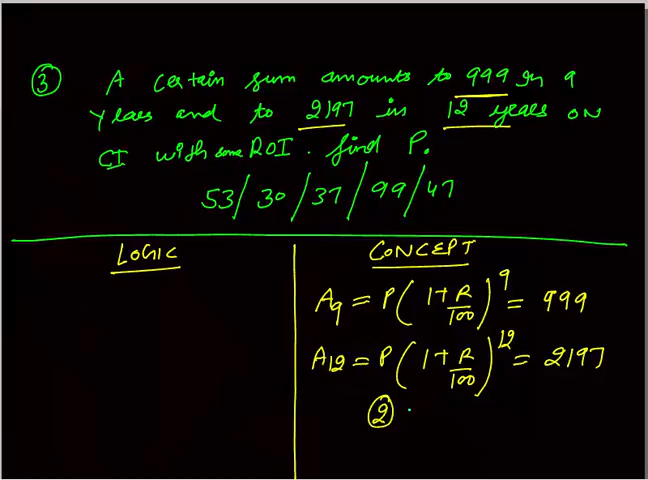 ③ A certain sum amounts to 999 in 9
years and to 2197 in 12 years on
CI with same ROI. find P.
53/30/37/99/47
LOGIC
CONCEPT
A9 = P(1+R/100)^9 = 999
A12 = P(1+R/100)^12 = 2197
②